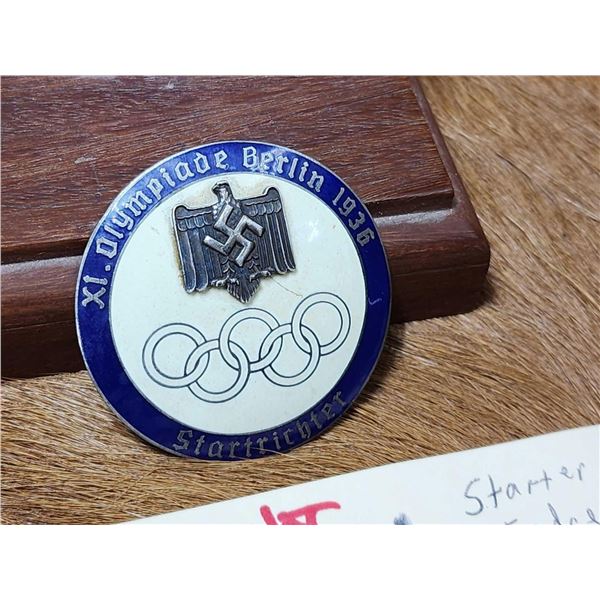 XI. Olympiade Berlin 1936
Startrichter
Starter